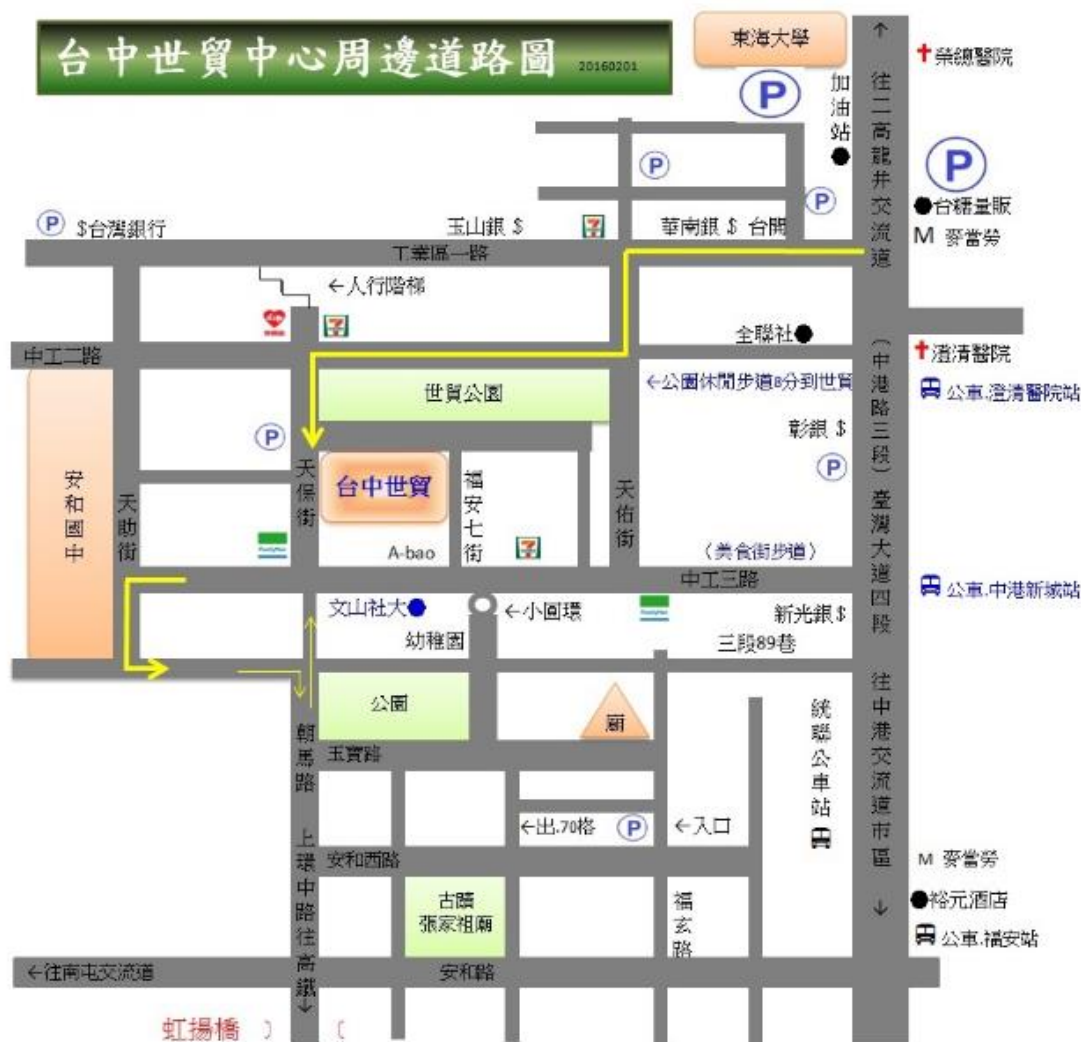 台中世貿中心周邊道路圖 20160201
東海大學
P
加油站
↑往二高龍井交流道
榮總醫院
P
台糖量販
M 麥當勞
P
P
P
$台灣銀行
玉山銀 $
7
華南銀 $ 台開
工業區一路
←人行階梯
7
全聯社
中工二路
澄清醫院
公車.澄清醫院站
世貿公園
←公園休閒步道8分到世貿
彰銀 $
P
P
(中港路三段)臺灣大道四段
安和國中
天助街
天保街
台中世貿
福安七街
天佑街
A-bao
FamilyMart
7
(美食街步道)
中工三路
公車.中港新城站
文山社大
←小圓環
FamilyMart
新光銀$
幼稚園
三段89巷
往中港交流道市區↓
公園
廟
朝馬路
玉寶路
統聯公車站
←出.70格
P
←入口
上環中路往高鐵↓
安和西路
M 麥當勞
古蹟
張家祖廟
福玄路
裕元酒店
公車.福安站
←往南屯交流道
安和路
虹揚橋 ) (